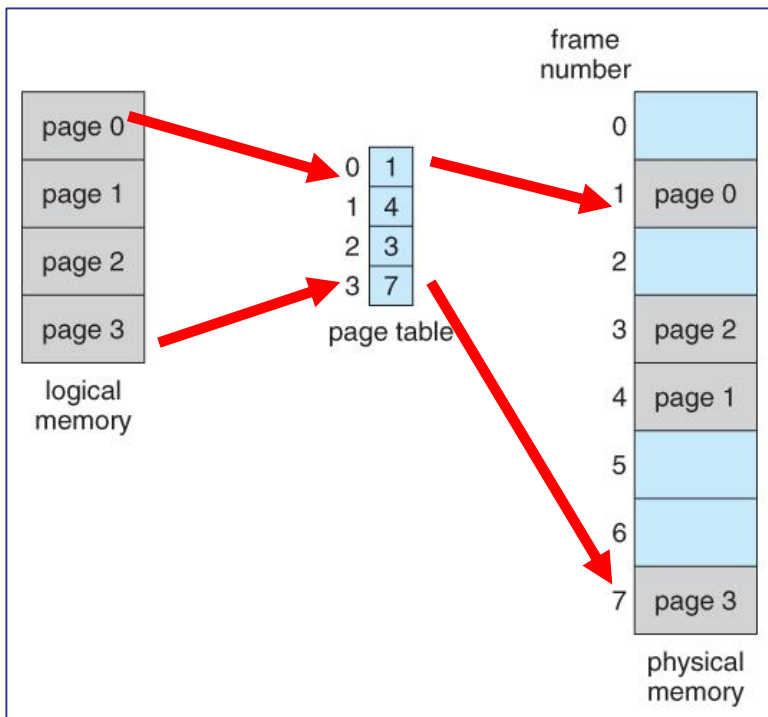 page 0
page 1
page 2
page 3
logical
memory
0 1
1 4
2 3
3 7
page table
frame
number
0
1 page 0
2
3 page 2
4 page 1
5
6
7 page 3
physical
memory